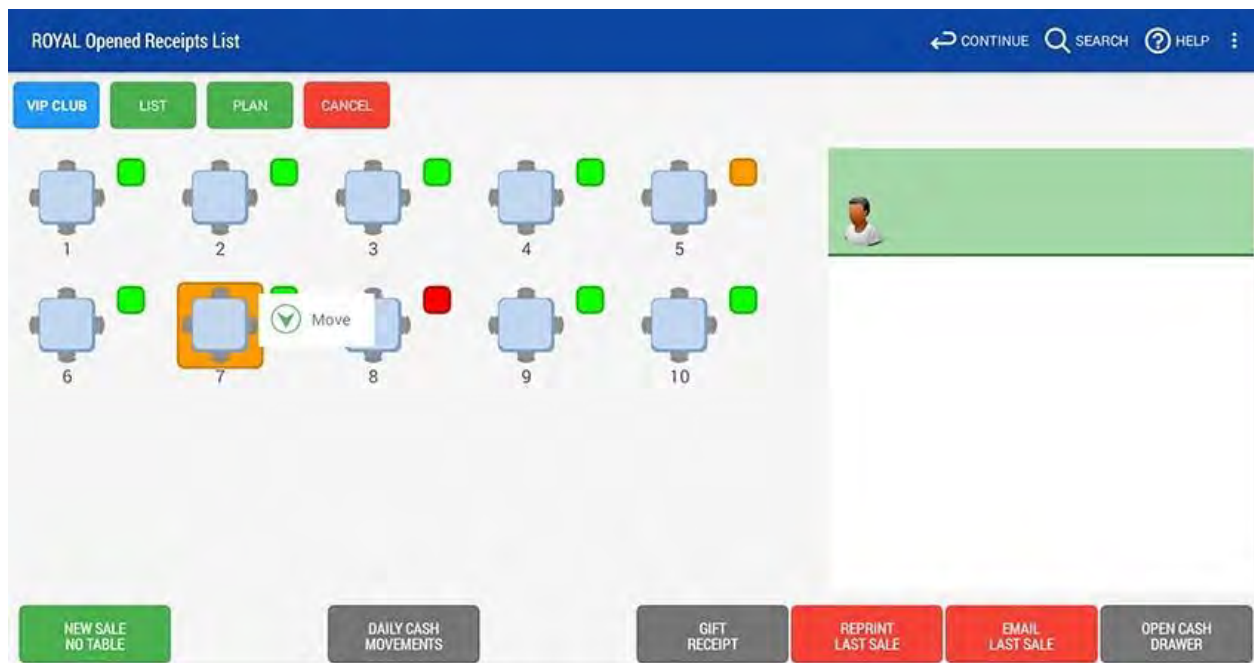 ROYAL Opened Receipts List
CONTINUE SEARCH HELP
VIP CLUB LIST PLAN CANCEL
1 2 3 4 5
Move
6 7 8 9 10
NEW SALE NO TABLE
DAILY CASH MOVEMENTS
GIFT RECEIPT
REPRINT LAST SALE
EMAIL LAST SALE
OPEN CASH DRAWER